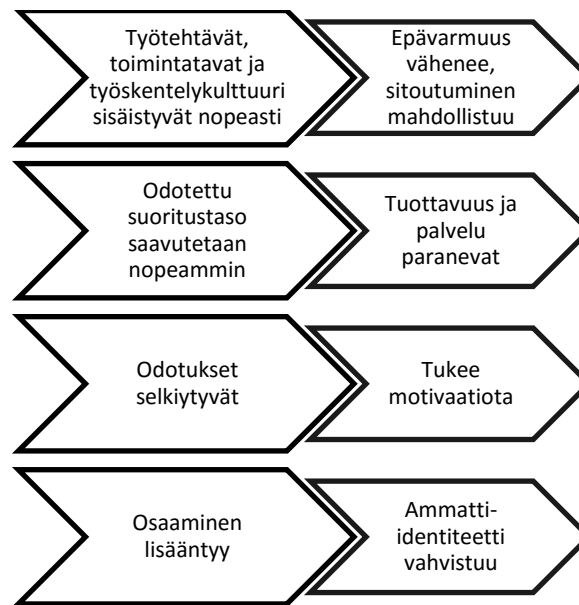 Työtehtävät,
toimintatavat ja
työskentelykulttuuri
sisäistyvät nopeasti
Epävarmuus
vähenee,
sitoutuminen
mahdollistuu
Odotettu
suoritustaso
saavutetaan
nopeammin
Tuottavuus ja
palvelu
paranevat
Odotukset
selkiytyvät
Tukee
motivaatiota
Osaaminen
lisääntyy
Ammatti-
identiteetti
vahvistuu